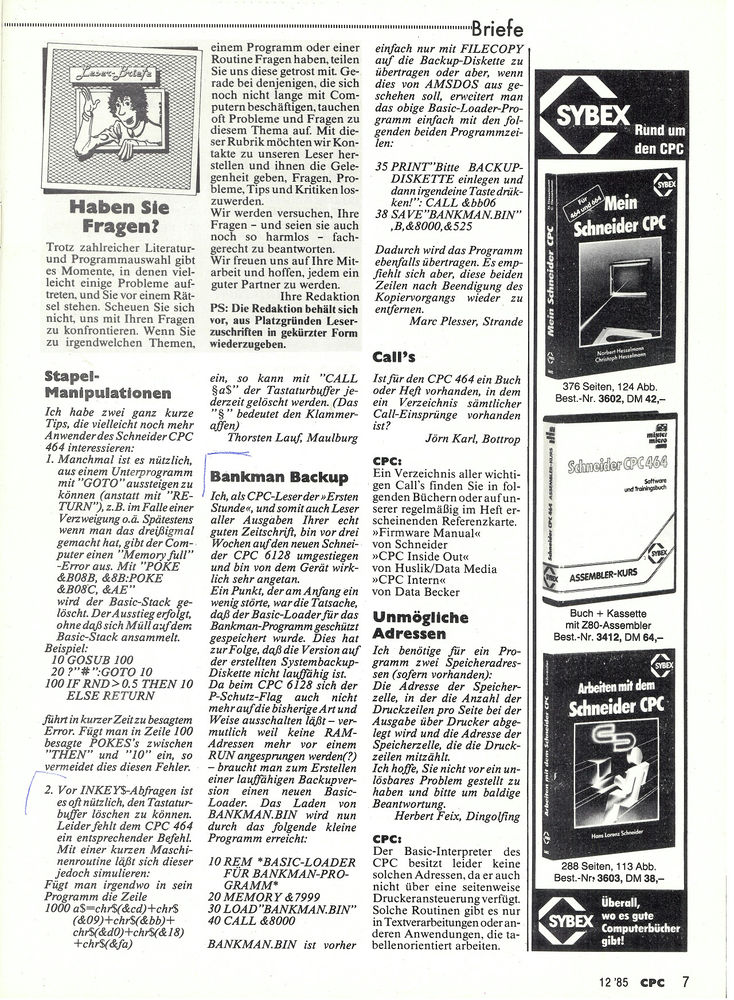 Briefe
Leser-Briefe
Haben Sie
Fragen?
Trotz zahlreicher Literatur-
und Programmauswahl gibt
es Momente, in denen viel-
leicht einige Probleme auf-
treten, und Sie vor einem Rät-
sel stehen. Scheuen Sie sich
nicht, uns mit Ihren Fragen
zu konfrontieren. Wenn Sie
zu irgendwelchen Themen,
einem Programm oder einer
Routine Fragen haben, teilen
Sie uns diese getrost mit. Ge-
rade bei denjenigen, die sich
noch nicht lange mit Com-
putern beschäftigen, tauchen
oft Probleme und Fragen zu
diesem Thema auf. Mit die-
ser Rubrik möchten wir Kon-
takte zu unseren Leser her-
stellen und ihnen die Gele-
genheit geben, Fragen, Pro-
bleme, Tips und Kritiken los-
zuwerden.
Wir werden versuchen, Ihre
Fragen – und seien sie auch
noch so harmlos – fach-
gerecht zu beantworten.
Wir freuen uns auf Ihre Mit-
arbeit und hoffen, jedem ein
guter Partner zu werden.
Ihre Redaktion
PS: Die Redaktion behält sich
vor, aus Platzgründen Leser-
zuschriften in gekürzter Form
wiederzugeben.
Stapel-
Manipulationen
Ich habe zwei ganz kurze
Tips, die vielleicht noch mehr
Anwender des Schneider CPC
464 interessieren:
1. Manchmal ist es nützlich,
aus einem Unterprogramm
mit "GOTO" aussteigen zu
können (anstatt mit "RE-
TURN"), z.B. im Falle einer
Verzweigung o.ä. Spätestens
wenn man das dreißigmal
gemacht hat, gibt der Com-
puter einen "Memory full"
-Error aus. Mit "POKE
&B08B, &8B:POKE
&B08C, &AE"
wird der Basic-Stack ge-
löscht. Der Ausstieg erfolgt,
ohne daß sich Müll auf dem
Basic-Stack ansammelt.
Beispiel:
10 GOSUB 100
20 ?"#":GOTO 10
100 IF RND > 0.5 THEN 10
ELSE RETURN
führt in kurzer Zeit zu besagtem
Error. Fügt man in Zeile 100
besagte POKES's zwischen
"THEN" und "10" ein, so
vermeidet dies diesen Fehler.
2. Vor INKEY$-Abfragen ist
es oft nützlich, den Tastatur-
buffer löschen zu können.
Leider fehlt dem CPC 464
ein entsprechender Befehl.
Mit einer kurzen Maschi-
nenroutine läßt sich dieser
jedoch simulieren:
Fügt man irgendwo in sein
Programm die Zeile
1000 a$=chr$(&cd)+chr$
(&09)+chr$(&bb)+
chr$(&d0)+chr$(&18)
+chr$(&fa)
ein, so kann mit "CALL
§a$" der Tastaturbuffer je-
derzeit gelöscht werden. (Das
"§" bedeutet den Klammer-
affen)
Thorsten Lauf, Maulburg
Bankman Backup
Ich, als CPC-Leser der »Ersten
Stunde«, und somit auch Leser
aller Ausgaben Ihrer echt
guten Zeitschrift, bin vor drei
Wochen auf den neuen Schnei-
der CPC 6128 umgestiegen
und bin von dem Gerät wirk-
lich sehr angetan.
Ein Punkt, der am Anfang ein
wenig störte, war die Tatsache,
daß der Basic-Loader für das
Bankman-Programm geschützt
gespeichert wurde. Dies hat
zur Folge, daß die Version auf
der erstellten Systembackup-
Diskette nicht lauffähig ist.
Da beim CPC 6128 sich der
P-Schutz-Flag auch nicht
mehr auf die bisherige Art und
Weise ausschalten läßt – ver-
mutlich weil keine RAM-
Adressen mehr vor einem
RUN angesprungen werden(?)
– braucht man zum Erstellen
einer lauffähigen Backupver-
sion einen neuen Basic-
Loader. Das Laden von
BANKMAN.BIN wird nun
durch das folgende kleine
Programm erreicht:
10 REM *BASIC-LOADER
FÜR BANKMAN-PRO-
GRAMM*
20 MEMORY &7999
30 LOAD"BANKMAN.BIN"
40 CALL &8000
BANKMAN.BIN ist vorher
einfach nur mit FILECOPY
auf die Backup-Diskette zu
übertragen oder aber, wenn
dies von AMSDOS aus ge-
schehen soll, erweitert man
das obige Basic-Loader-Pro-
gramm einfach mit den fol-
genden beiden Programmzei-
len:
35 PRINT"Bitte BACKUP-
DISKETTE einlegen und
dann irgendeine Taste drük-
ken!": CALL &bb06
38 SAVE"BANKMAN.BIN"
,B,&8000,&525
Dadurch wird das Programm
ebenfalls übertragen. Es emp-
fiehlt sich aber, diese beiden
Zeilen nach Beendigung des
Kopiervorgangs wieder zu
entfernen.
Marc Plesser, Strande
Call's
Ist für den CPC 464 ein Buch
oder Heft vorhanden, in dem
ein Verzeichnis sämtlicher
Call-Einsprünge vorhanden
ist?
Jörn Karl, Bottrop
CPC:
Ein Verzeichnis aller wichti-
gen Call's finden Sie in fol-
genden Büchern oder auf un-
serer regelmäßig im Heft er-
scheinenden Referenzkarte.
»Firmware Manual«
von Schneider
»CPC Inside Out«
von Huslik/Data Media
»CPC Intern«
von Data Becker
Unmögliche
Adressen
Ich benötige für ein Pro-
gramm zwei Speicheradres-
sen (sofern vorhanden):
Die Adresse der Speicher-
zelle, in der die Anzahl der
Druckzeilen pro Seite bei der
Ausgabe über Drucker abge-
legt wird und die Adresse der
Speicherzelle, die die Druck-
zeilen mitzählt.
Ich hoffe, Sie nicht vor ein un-
lösbares Problem gestellt zu
haben und bitte um baldige
Beantwortung.
Herbert Feix, Dingolfing
CPC:
Der Basic-Interpreter des
CPC besitzt leider keine
solchen Adressen, da er auch
nicht über eine seitenweise
Druckeransteuerung verfügt.
Solche Routinen gibt es nur
in Textverarbeitungen oder an-
deren Anwendungen, die ta-
bellenorientiert arbeiten.
SYBEX
Rund um
den CPC
SYBEX
Für
464 und 664
Mein
Schneider CPC
Mein Schneider CPC
Norbert Hesselmann
Christoph Hesselmann
376 Seiten, 124 Abb.
Best.-Nr. 3602, DM 42,–
mister
micro
Schneider CPC 464
Software
und Trainingsbuch
Schneider CPC 464
ASSEMBLER-KURS
SYBEX
ASSEMBLER-KURS
Buch + Kassette
mit Z80-Assembler
Best.-Nr. 3412, DM 64,–
SYBEX
Arbeiten mit dem
Schneider CPC
Arbeiten mit dem Schneider CPC
Hans Lorenz Schneider
288 Seiten, 113 Abb.
Best.-Nr. 3603, DM 38,–
SYBEX
Überall,
wo es gute
Computerbücher
gibt!
12 '85 CPC 7